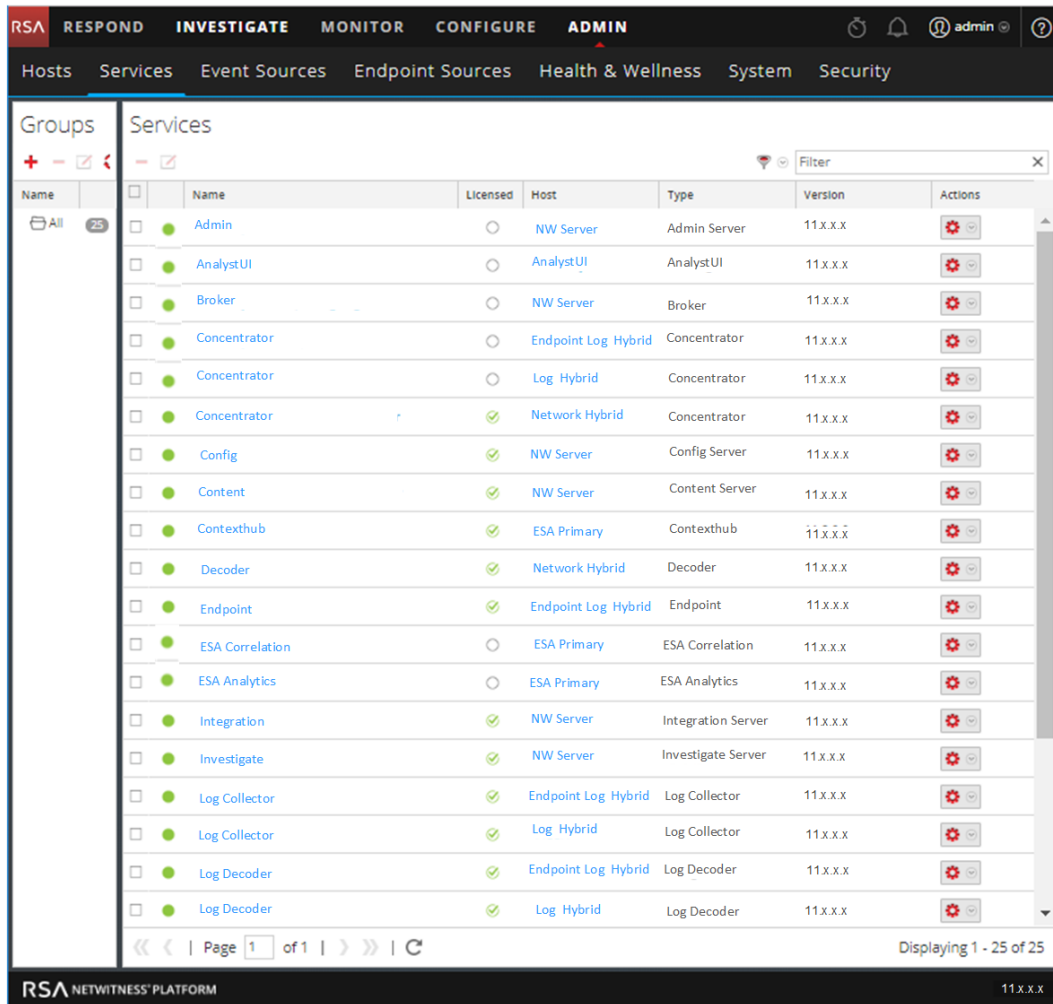 RSA RESPOND INVESTIGATE MONITOR CONFIGURE ADMIN admin ?
Hosts Services Event Sources Endpoint Sources Health & Wellness System Security
Groups Services
Filter
Name Name Licensed Host Type Version Actions
All 25 Admin NW Server Admin Server 11.x.x.x
AnalystUI AnalystUI AnalystUI 11.x.x.x
Broker NW Server Broker 11.x.x.x
Concentrator Endpoint Log Hybrid Concentrator 11.x.x.x
Concentrator Log Hybrid Concentrator 11.x.x.x
Concentrator Network Hybrid Concentrator 11.x.x.x
Config NW Server Config Server 11.x.x.x
Content NW Server Content Server 11.x.x.x
Contexthub ESA Primary Contexthub 11.x.x.x
Decoder Network Hybrid Decoder 11.x.x.x
Endpoint Endpoint Log Hybrid Endpoint 11.x.x.x
ESA Correlation ESA Primary ESA Correlation 11.x.x.x
ESA Analytics ESA Primary ESA Analytics 11.x.x.x
Integration NW Server Integration Server 11.x.x.x
Investigate NW Server Investigate Server 11.x.x.x
Log Collector Endpoint Log Hybrid Log Collector 11.x.x.x
Log Collector Log Hybrid Log Collector 11.x.x.x
Log Decoder Endpoint Log Hybrid Log Decoder 11.x.x.x
Log Decoder Log Hybrid Log Decoder 11.x.x.x
Page 1 of 1 Displaying 1 - 25 of 25
RSA NETWITNESS® PLATFORM 11.x.x.x